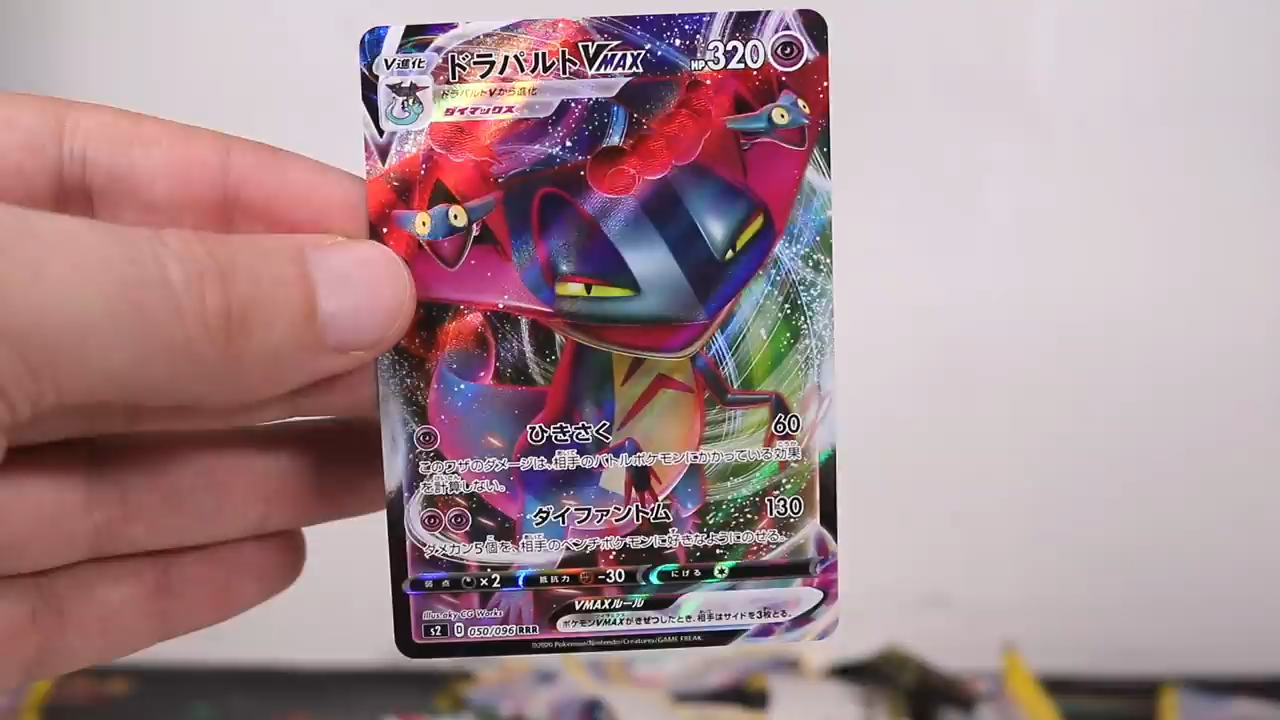 V進化
ドラパルトVMAX
HP320
ドラパルトVから進化
ダイマックス
ひきさく 60
このワザのダメージは、相手のバトルポケモンにかかっている効果
を計算しない。
ダイファントム 130
ダメカン5個を、相手のベンチポケモンに好きなようにのせる。
弱点 ×2 抵抗力 -30 にげる
VMAXルール
ポケモンVMAXがきぜつしたとき、相手はサイドを3枚とる。
Illus.aky CG Works
s2 D 050/096 RRR
©2020 Pokémon/Nintendo/Creatures/GAME FREAK.